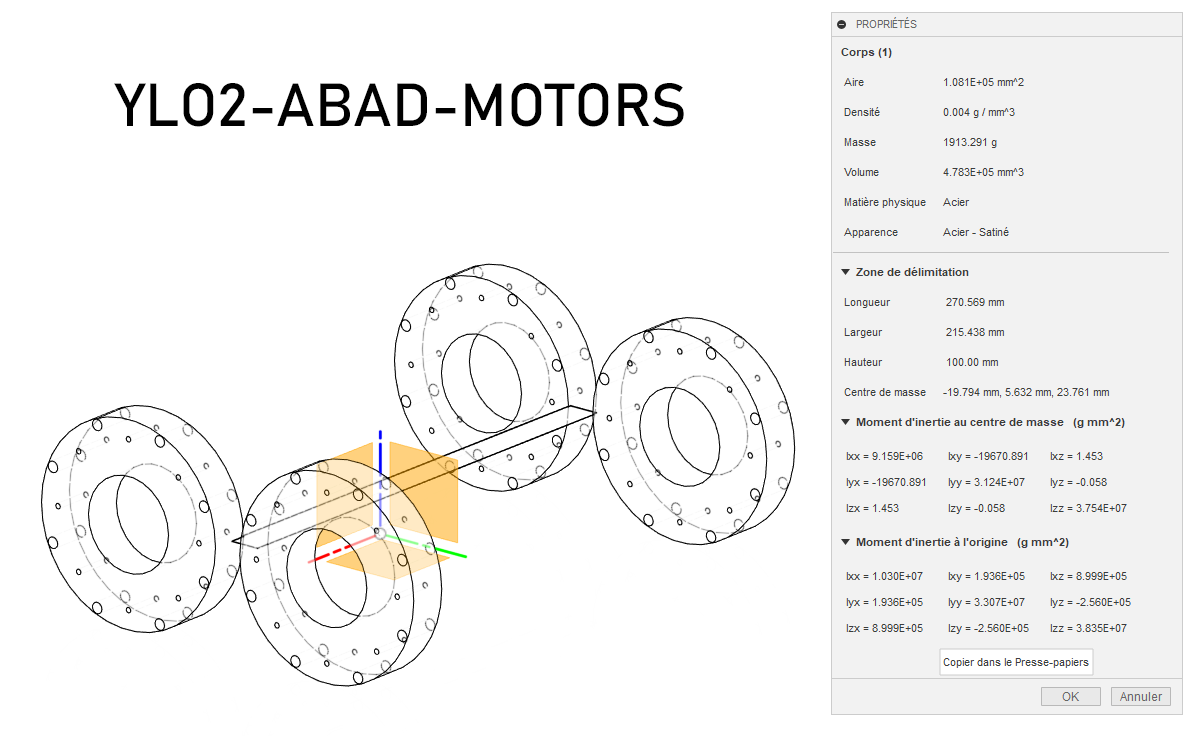 YLO2-ABAD-MOTORS
PROPRIÉTÉS
Corps (1)
Aire 1.081E+05 mm^2
Densité 0.004 g / mm^3
Masse 1913.291 g
Volume 4.783E+05 mm^3
Matière physique Acier
Apparence Acier - Satiné
Zone de délimitation
Longueur 270.569 mm
Largeur 215.438 mm
Hauteur 100.00 mm
Centre de masse -19.794 mm, 5.632 mm, 23.761 mm
Moment d'inertie au centre de masse (g mm^2)
Ixx = 9.159E+06 Ixy = -19670.891 Ixz = 1.453
Iyx = -19670.891 Iyy = 3.124E+07 Iyz = -0.058
Izx = 1.453 Izy = -0.058 Izz = 3.754E+07
Moment d'inertie à l'origine (g mm^2)
Ixx = 1.030E+07 Ixy = 1.936E+05 Ixz = 8.999E+05
Iyx = 1.936E+05 Iyy = 3.307E+07 Iyz = -2.560E+05
Izx = 8.999E+05 Izy = -2.560E+05 Izz = 3.835E+07
Copier dans le Presse-papiers
OK Annuler